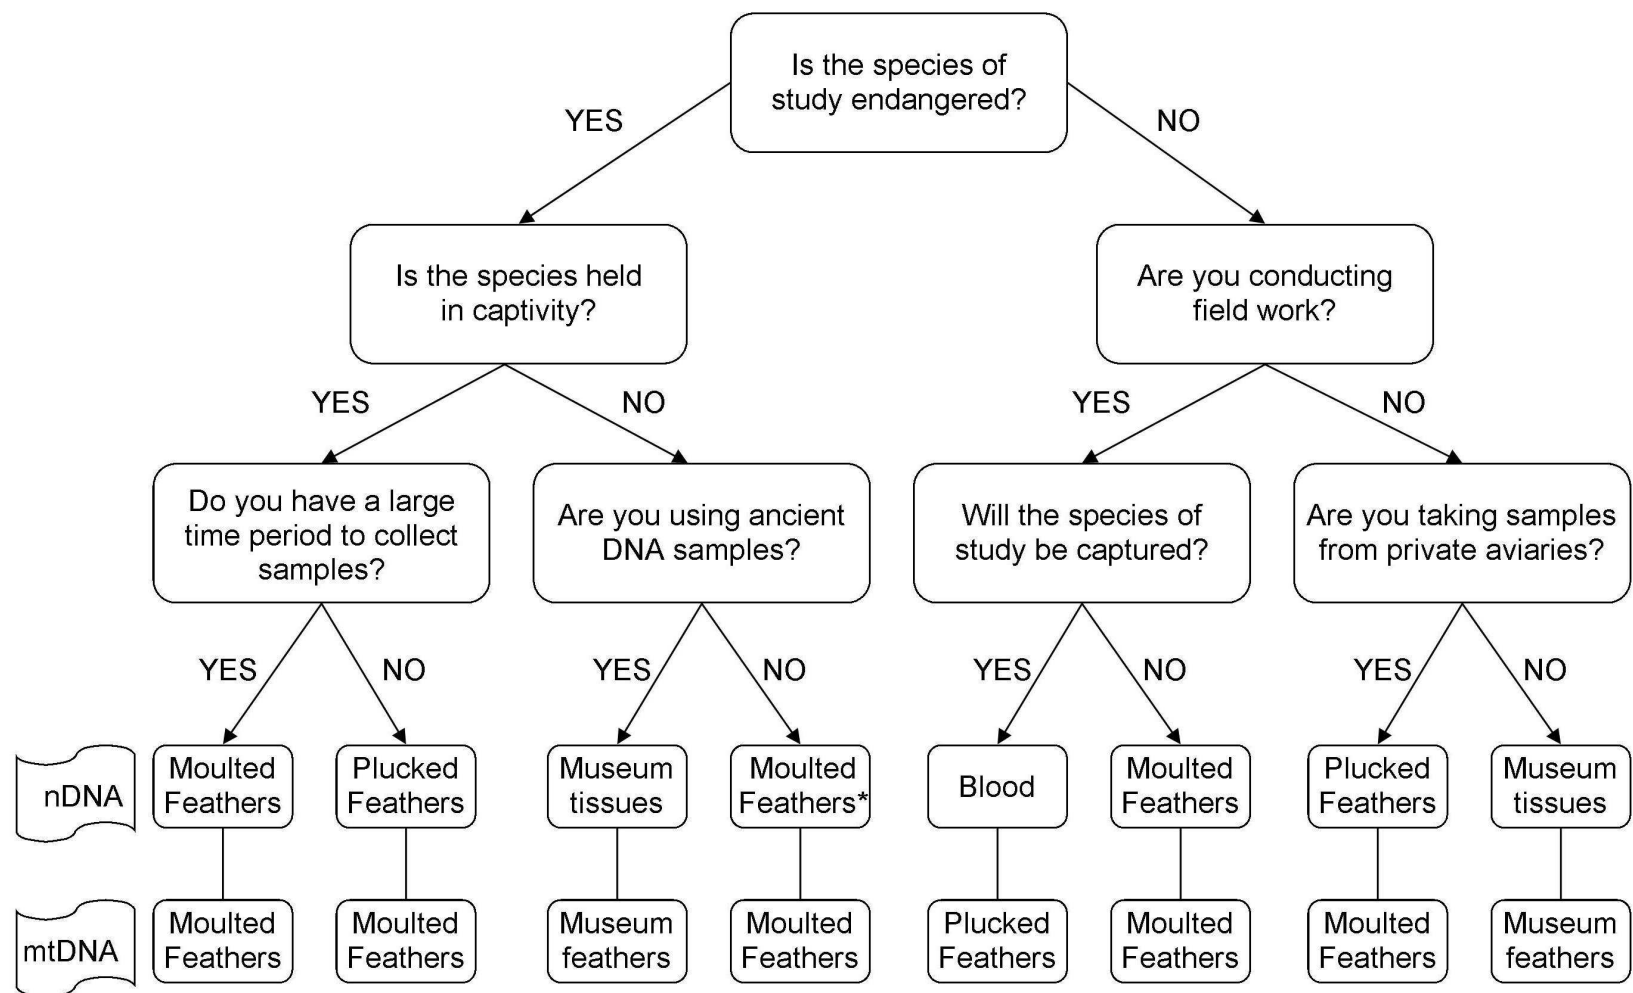 Is the species of
study endangered?
YES
NO
Is the species held
in captivity?
Are you conducting
field work?
YES
NO
YES
NO
Do you have a large
time period to collect
samples?
Are you using ancient
DNA samples?
Will the species of
study be captured?
Are you taking samples
from private aviaries?
YES
NO
YES
NO
YES
NO
YES
NO
nDNA
Moulted
Feathers
Plucked
Feathers
Museum
tissues
Moulted
Feathers*
Blood
Moulted
Feathers
Plucked
Feathers
Museum
tissues
mtDNA
Moulted
Feathers
Moulted
Feathers
Museum
feathers
Moulted
Feathers
Plucked
Feathers
Moulted
Feathers
Moulted
Feathers
Museum
feathers